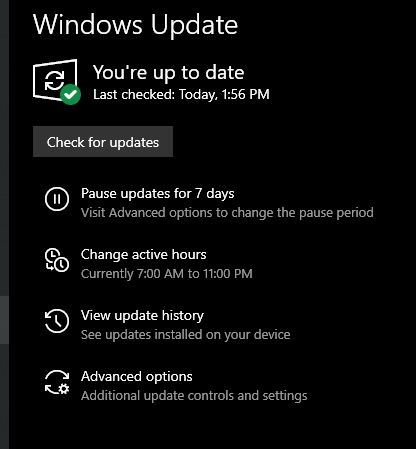 Windows Update
You're up to date
Last checked: Today, 1:56 PM
Check for updates
Pause updates for 7 days
Visit Advanced options to change the pause period
Change active hours
Currently 7:00 AM to 11:00 PM
View update history
See updates installed on your device
Advanced options
Additional update controls and settings